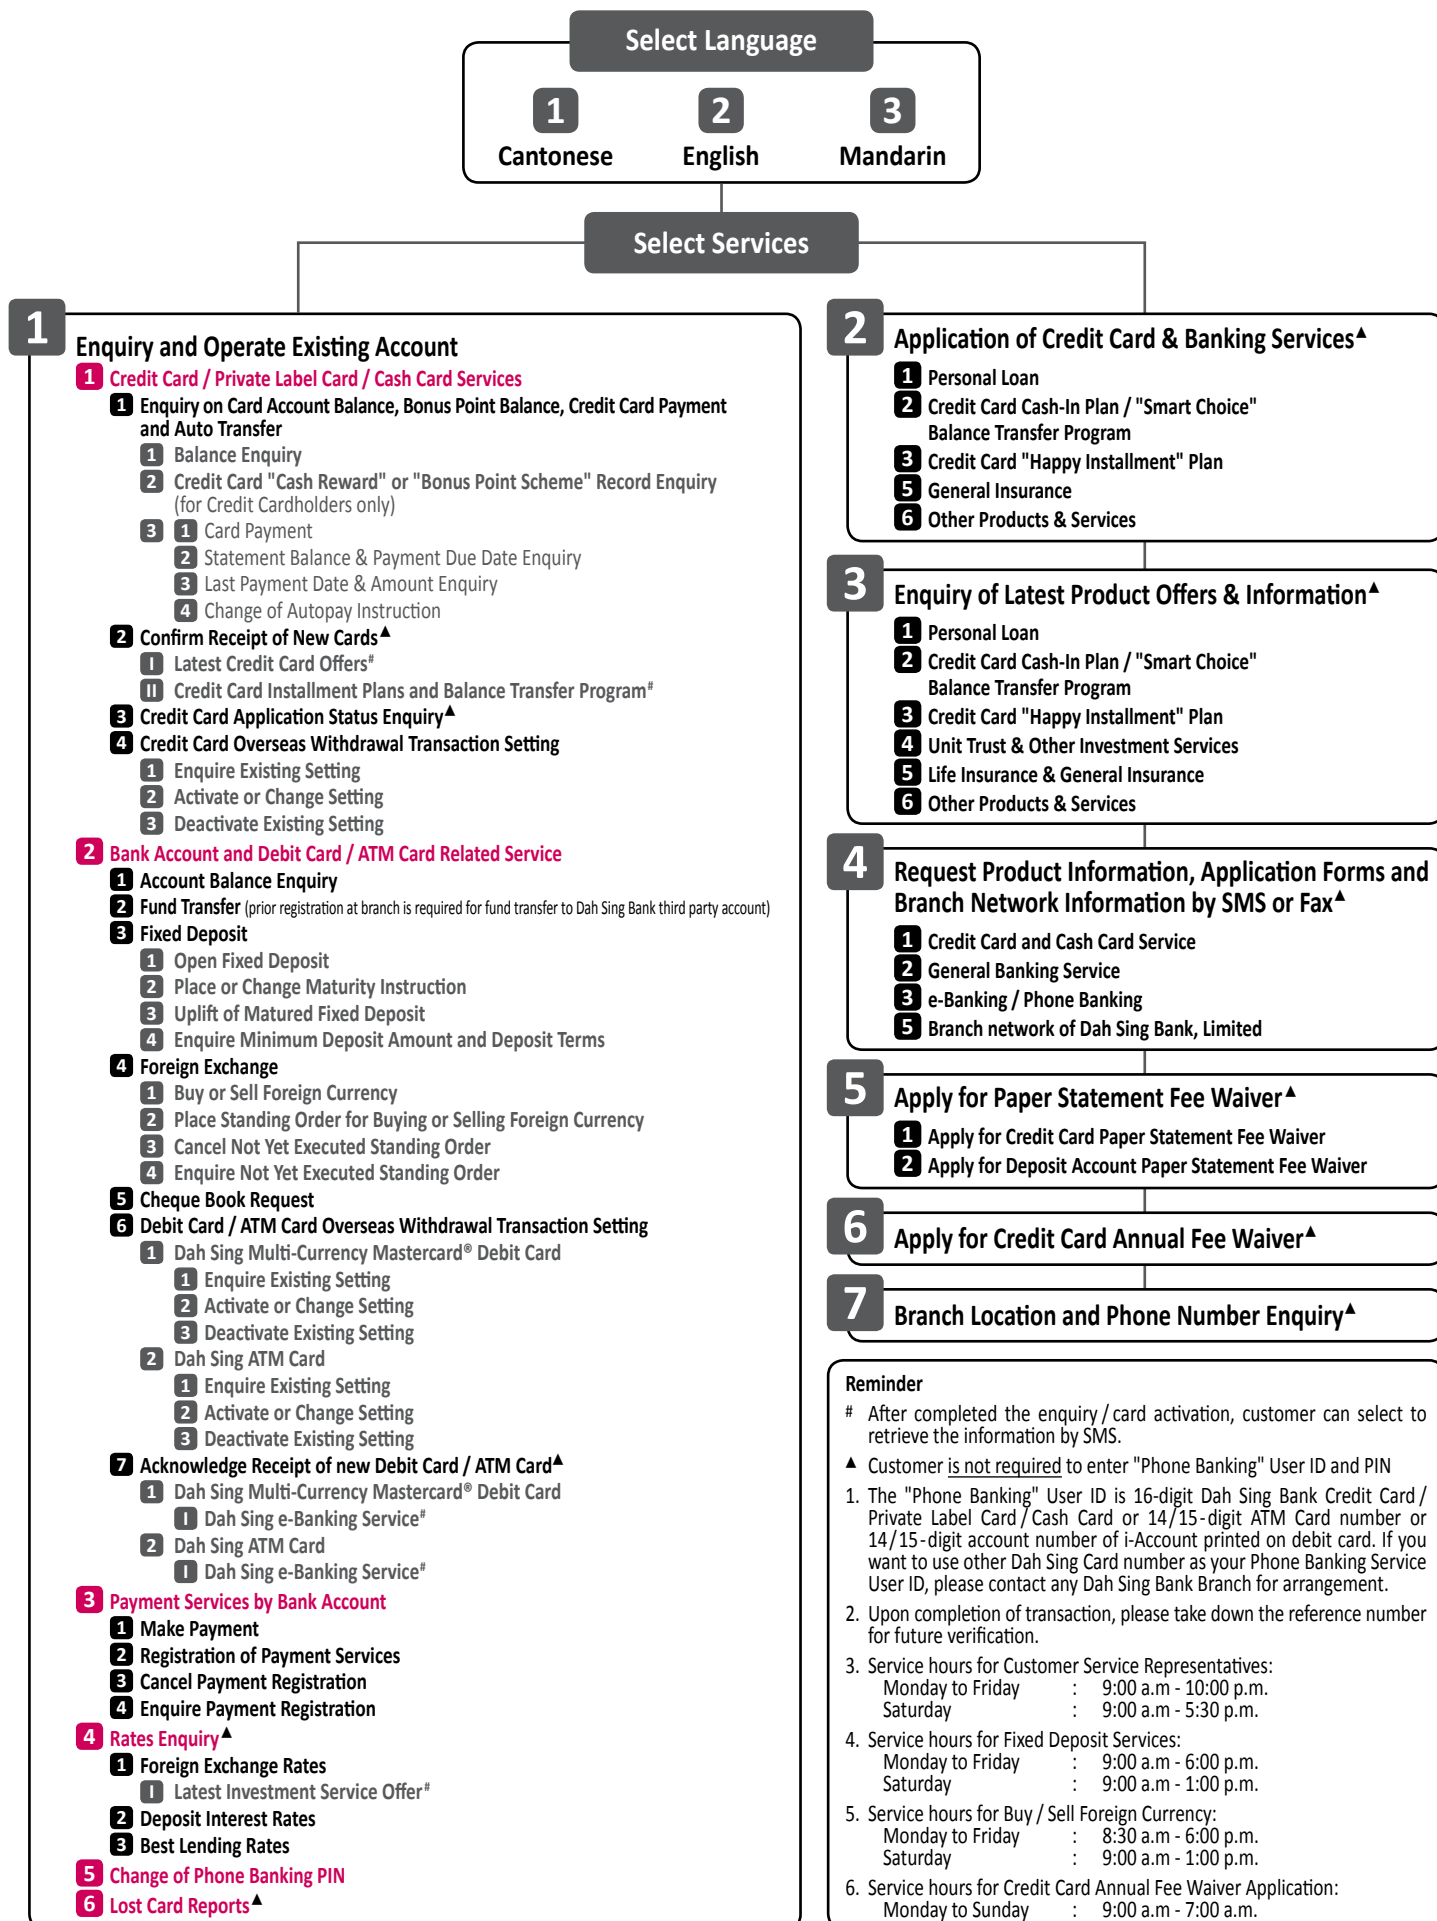 Select Language
1 2 3
Cantonese English Mandarin
Select Services
1
Enquiry and Operate Existing Account
1 Credit Card / Private Label Card / Cash Card Services
1 Enquiry on Card Account Balance, Bonus Point Balance, Credit Card Payment
and Auto Transfer
1 Balance Enquiry
2 Credit Card "Cash Reward" or "Bonus Point Scheme" Record Enquiry
(for Credit Cardholders only)
3 1 Card Payment
2 Statement Balance & Payment Due Date Enquiry
3 Last Payment Date & Amount Enquiry
4 Change of Autopay Instruction
2 Confirm Receipt of New Cards▲
I Latest Credit Card Offers#
II Credit Card Installment Plans and Balance Transfer Program#
3 Credit Card Application Status Enquiry▲
4 Credit Card Overseas Withdrawal Transaction Setting
1 Enquire Existing Setting
2 Activate or Change Setting
3 Deactivate Existing Setting
2 Bank Account and Debit Card / ATM Card Related Service
1 Account Balance Enquiry
2 Fund Transfer (prior registration at branch is required for fund transfer to Dah Sing Bank third party account)
3 Fixed Deposit
1 Open Fixed Deposit
2 Place or Change Maturity Instruction
3 Uplift of Matured Fixed Deposit
4 Enquire Minimum Deposit Amount and Deposit Terms
4 Foreign Exchange
1 Buy or Sell Foreign Currency
2 Place Standing Order for Buying or Selling Foreign Currency
3 Cancel Not Yet Executed Standing Order
4 Enquire Not Yet Executed Standing Order
5 Cheque Book Request
6 Debit Card / ATM Card Overseas Withdrawal Transaction Setting
1 Dah Sing Multi-Currency Mastercard® Debit Card
1 Enquire Existing Setting
2 Activate or Change Setting
3 Deactivate Existing Setting
2 Dah Sing ATM Card
1 Enquire Existing Setting
2 Activate or Change Setting
3 Deactivate Existing Setting
7 Acknowledge Receipt of new Debit Card / ATM Card▲
1 Dah Sing Multi-Currency Mastercard® Debit Card
I Dah Sing e-Banking Service#
2 Dah Sing ATM Card
I Dah Sing e-Banking Service#
3 Payment Services by Bank Account
1 Make Payment
2 Registration of Payment Services
3 Cancel Payment Registration
4 Enquire Payment Registration
4 Rates Enquiry▲
1 Foreign Exchange Rates
I Latest Investment Service Offer#
2 Deposit Interest Rates
3 Best Lending Rates
5 Change of Phone Banking PIN
6 Lost Card Reports▲
2
Application of Credit Card & Banking Services▲
1 Personal Loan
2 Credit Card Cash-In Plan / "Smart Choice"
Balance Transfer Program
3 Credit Card "Happy Installment" Plan
5 General Insurance
6 Other Products & Services
3
Enquiry of Latest Product Offers & Information▲
1 Personal Loan
2 Credit Card Cash-In Plan / "Smart Choice"
Balance Transfer Program
3 Credit Card "Happy Installment" Plan
4 Unit Trust & Other Investment Services
5 Life Insurance & General Insurance
6 Other Products & Services
4
Request Product Information, Application Forms and
Branch Network Information by SMS or Fax▲
1 Credit Card and Cash Card Service
2 General Banking Service
3 e-Banking / Phone Banking
5 Branch network of Dah Sing Bank, Limited
5
Apply for Paper Statement Fee Waiver▲
1 Apply for Credit Card Paper Statement Fee Waiver
2 Apply for Deposit Account Paper Statement Fee Waiver
6
Apply for Credit Card Annual Fee Waiver▲
7
Branch Location and Phone Number Enquiry▲
Reminder
# After completed the enquiry / card activation, customer can select to
retrieve the information by SMS.
▲ Customer is not required to enter "Phone Banking" User ID and PIN
1. The "Phone Banking" User ID is 16-digit Dah Sing Bank Credit Card /
Private Label Card / Cash Card or 14/15-digit ATM Card number or
14/15-digit account number of i-Account printed on debit card. If you
want to use other Dah Sing Card number as your Phone Banking Service
User ID, please contact any Dah Sing Bank Branch for arrangement.
2. Upon completion of transaction, please take down the reference number
for future verification.
3. Service hours for Customer Service Representatives:
Monday to Friday : 9:00 a.m - 10:00 p.m.
Saturday : 9:00 a.m - 5:30 p.m.
4. Service hours for Fixed Deposit Services:
Monday to Friday : 9:00 a.m - 6:00 p.m.
Saturday : 9:00 a.m - 1:00 p.m.
5. Service hours for Buy / Sell Foreign Currency:
Monday to Friday : 8:30 a.m - 6:00 p.m.
Saturday : 9:00 a.m - 1:00 p.m.
6. Service hours for Credit Card Annual Fee Waiver Application:
Monday to Sunday : 9:00 a.m - 7:00 a.m.